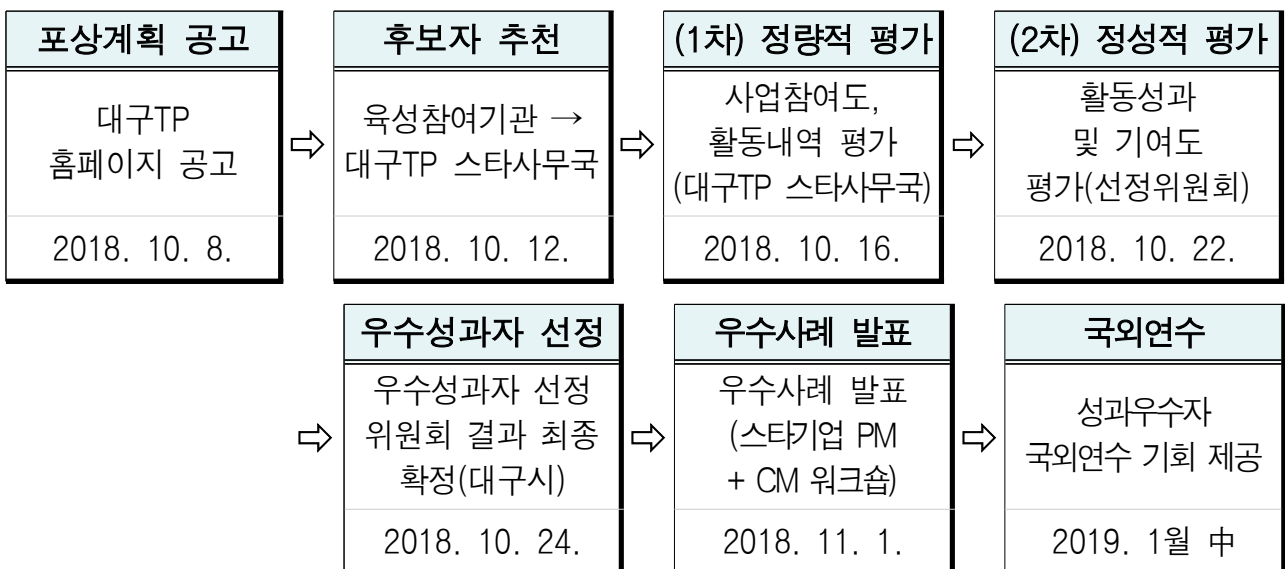 포상계획 공고
대구TP
홈페이지 공고
2018. 10. 8.
⇨
후보자 추천
육성참여기관 →
대구TP 스타사무국
2018. 10. 12.
⇨
(1차) 정량적 평가
사업참여도,
활동내역 평가
(대구TP 스타사무국)
2018. 10. 16.
⇨
(2차) 정성적 평가
활동성과
및 기여도
평가(선정위원회)
2018. 10. 22.
⇨
우수성과자 선정
우수성과자 선정
위원회 결과 최종
확정(대구시)
2018. 10. 24.
⇨
우수사례 발표
우수사례 발표
(스타기업 PM
+ CM 워크숍)
2018. 11. 1.
⇨
국외연수
성과우수자
국외연수 기회 제공
2019. 1월 中